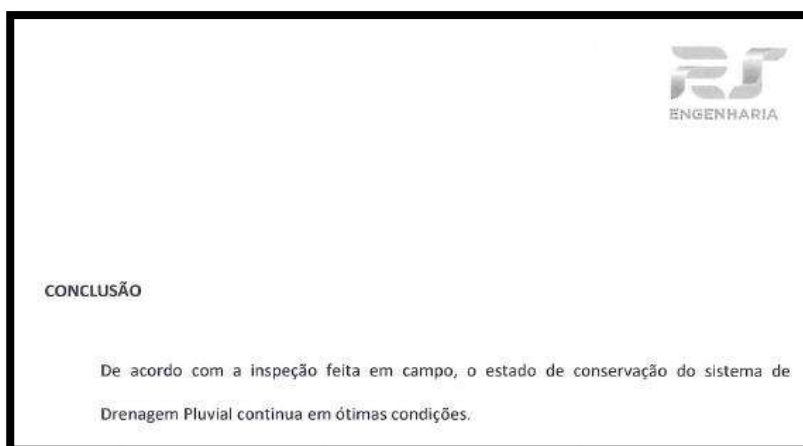 RS
ENGENHARIA
CONCLUSÃO
De acordo com a inspeção feita em campo, o estado de conservação do sistema de
Drenagem Pluvial continua em ótimas condições.